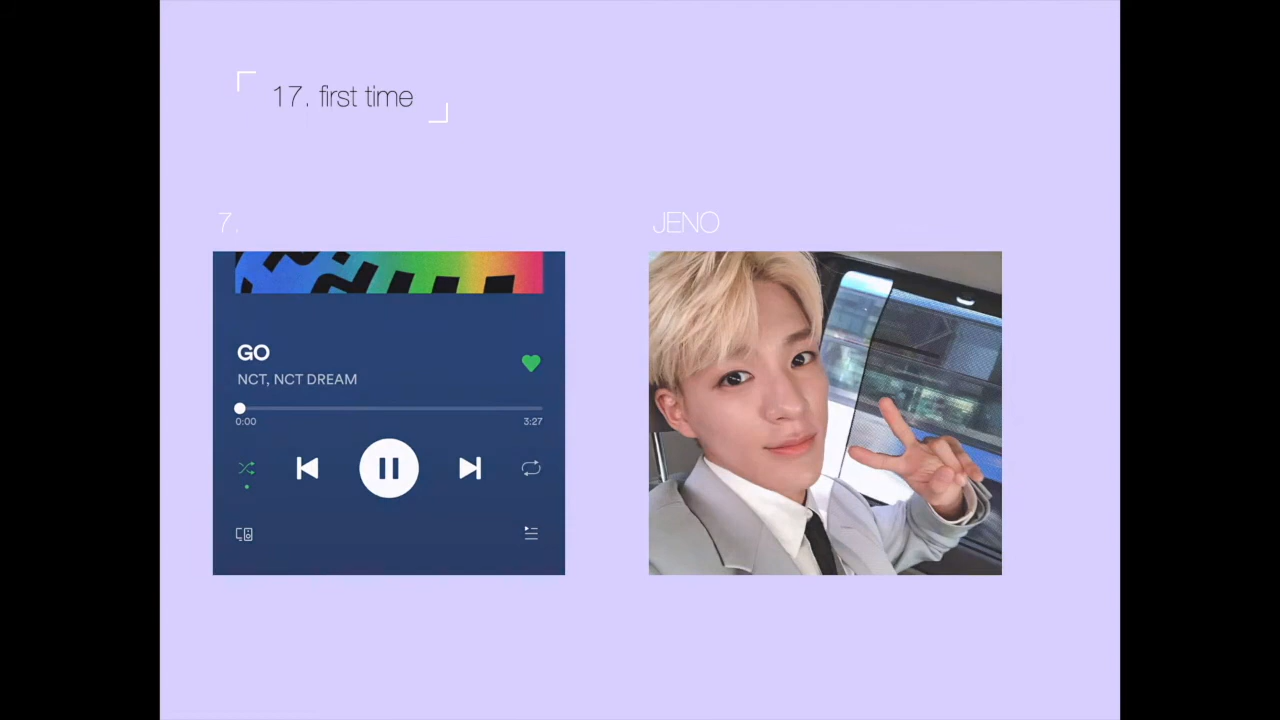 17. first time
7.
JENO
GO
NCT, NCT DREAM
0:00
3:27